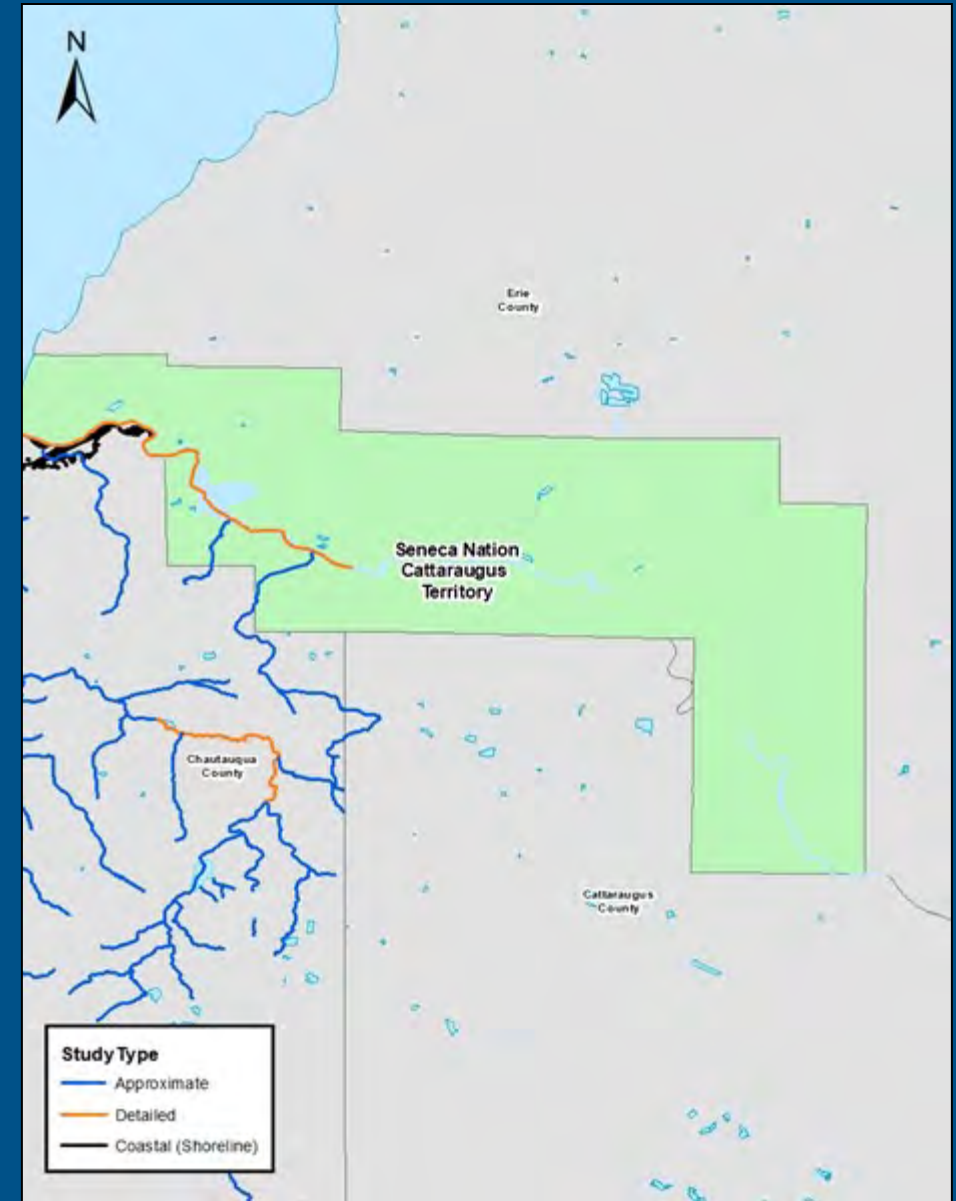 N
Erie
County
Seneca Nation
Cattaraugus
Territory
Chautauqua
County
Cattaraugus
County
Study Type
Approximate
Detailed
Coastal (Shoreline)